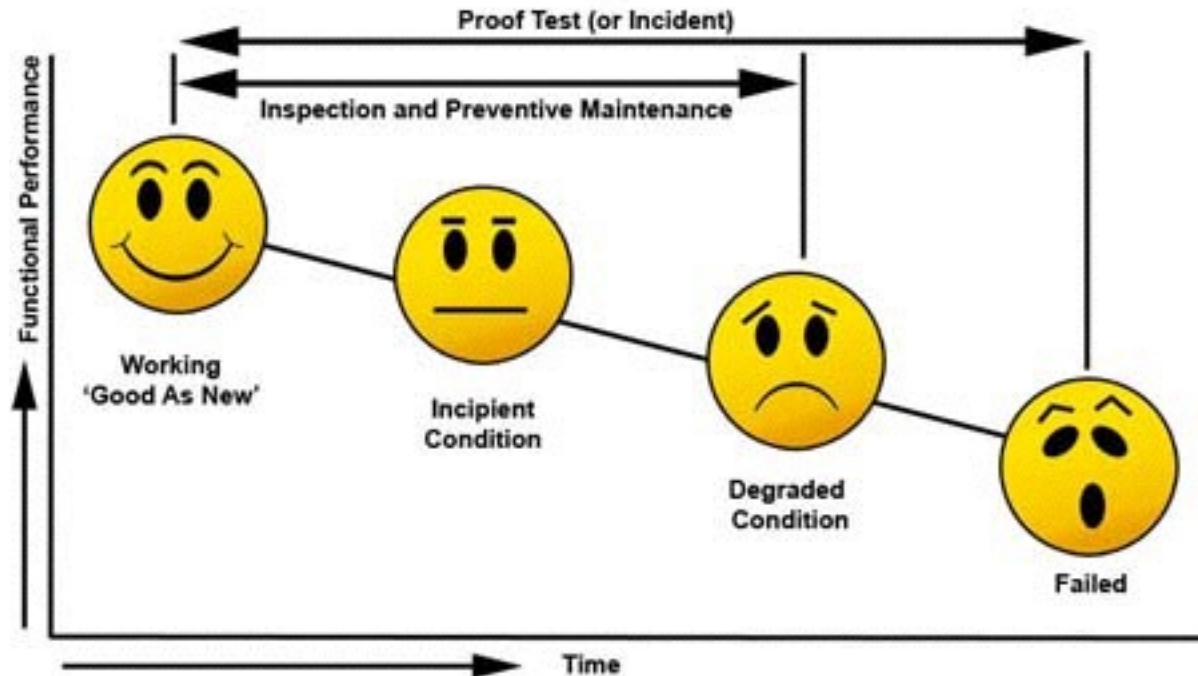 Proof Test (or Incident)
Inspection and Preventive Maintenance
Functional Performance
Working
‘Good As New’
Incipient
Condition
Degraded
Condition
Failed
Time